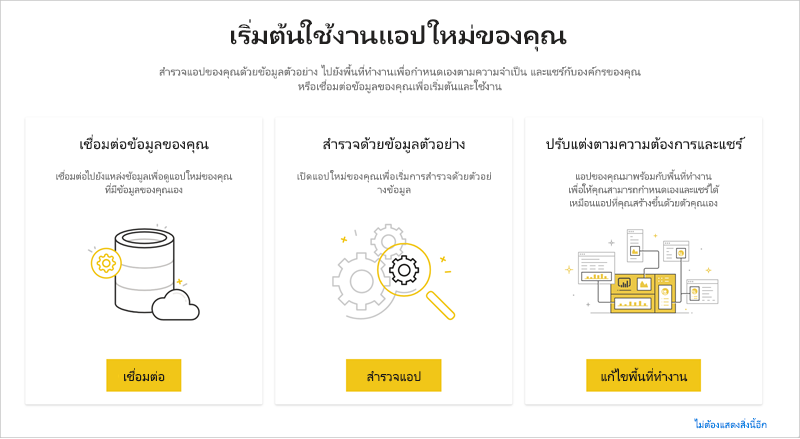 เริ่มต้นใช้งานแอปใหม่ของคุณ
สำรวจแอปของคุณด้วยข้อมูลตัวอย่าง ไปยังพื้นที่ทำงานเพื่อกำหนดเองตามความจำเป็น และแชร์กับองค์กรของคุณ
หรือเชื่อมต่อข้อมูลของคุณเพื่อเริ่มต้นและใช้งาน
เชื่อมต่อข้อมูลของคุณ
เชื่อมต่อไปยังแหล่งข้อมูลเพื่อดูแอปใหม่ของคุณ
ที่มีข้อมูลของคุณเอง
เชื่อมต่อ
สำรวจด้วยข้อมูลตัวอย่าง
เปิดแอปใหม่ของคุณเพื่อเริ่มการสำรวจด้วยตัวอย่
างข้อมูล
สำรวจแอป
ปรับแต่งตามความต้องการและแชร์
แอปของคุณมาพร้อมกับพื้นที่ทำงาน
เพื่อให้คุณสามารถกำหนดเองและแชร์ได้
เหมือนแอปที่คุณสร้างขึ้นด้วยตัวคุณเอง
แก้ไขพื้นที่ทำงาน
ไม่ต้องแสดงสิ่งนี้อีก